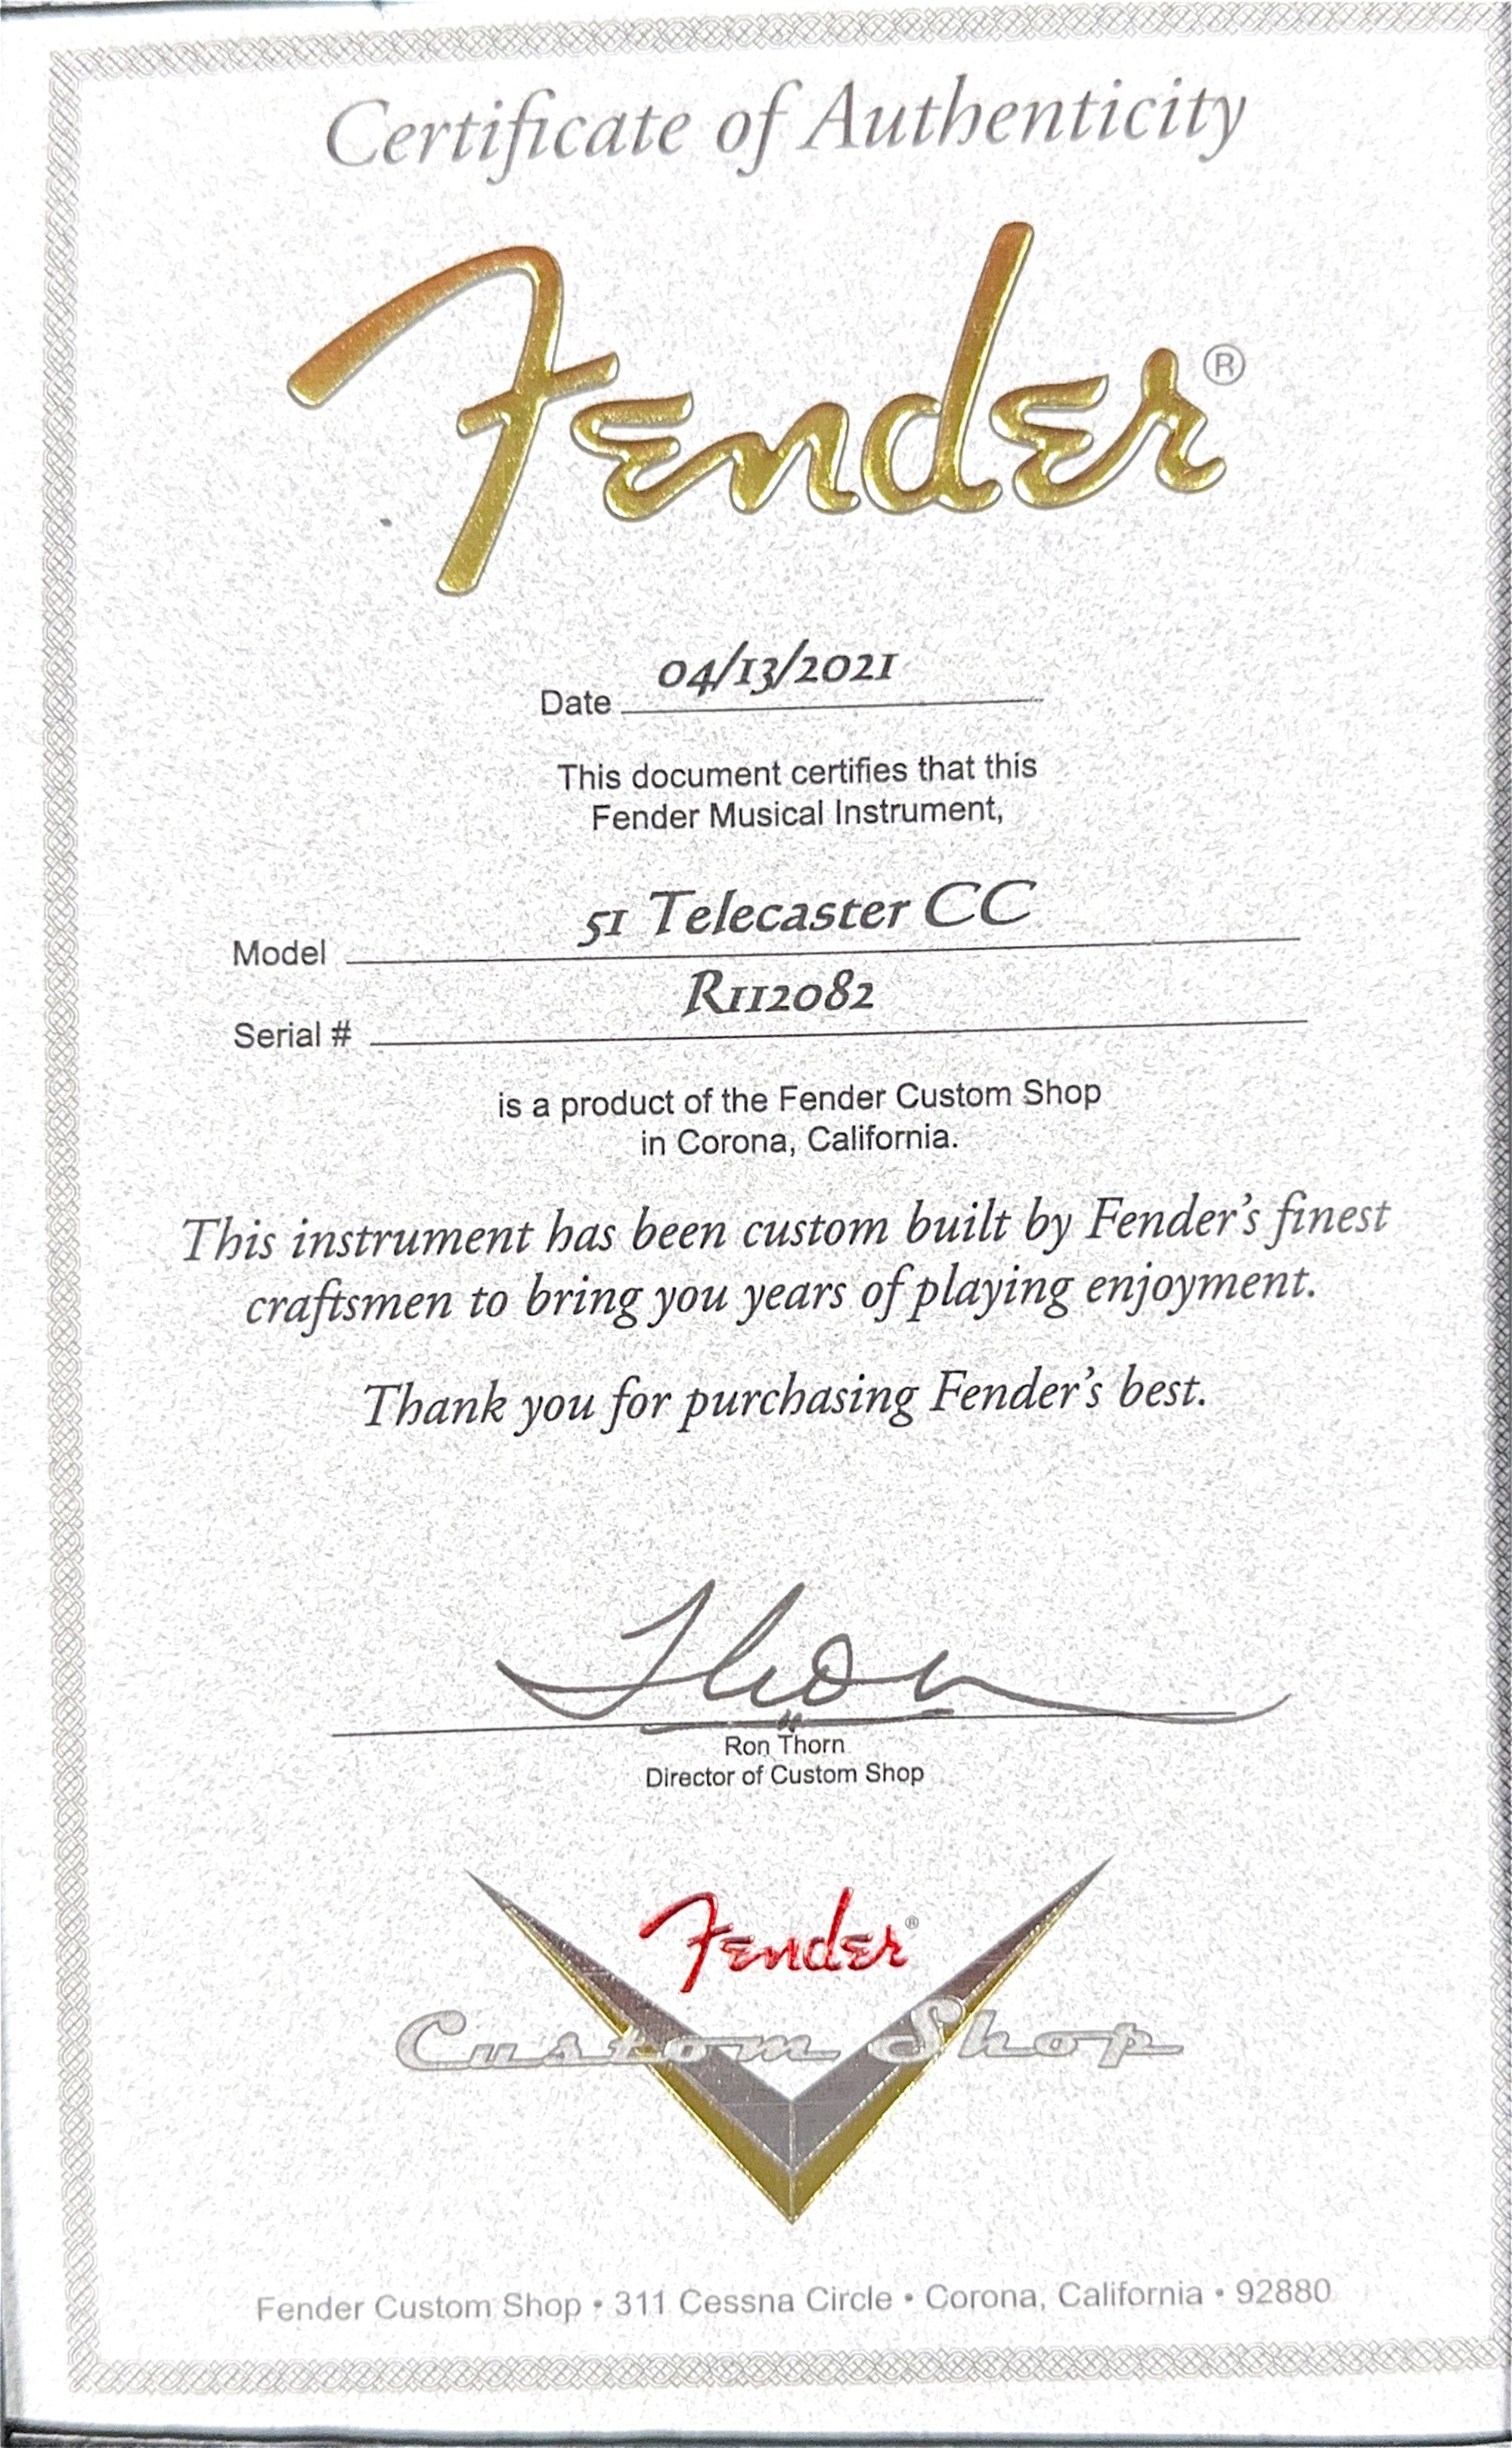 Certificate of Authenticity
Fender®
Date 04/13/2021
This document certifies that this
Fender Musical Instrument,
Model 51 Telecaster CC
Serial # R112082
is a product of the Fender Custom Shop
in Corona, California.
This instrument has been custom built by Fender's finest
craftsmen to bring you years of playing enjoyment.
Thank you for purchasing Fender's best.
Thorn
Ron Thorn
Director of Custom Shop
Fender®
Custom Shop
Fender Custom Shop • 311 Cessna Circle • Corona, California • 92880